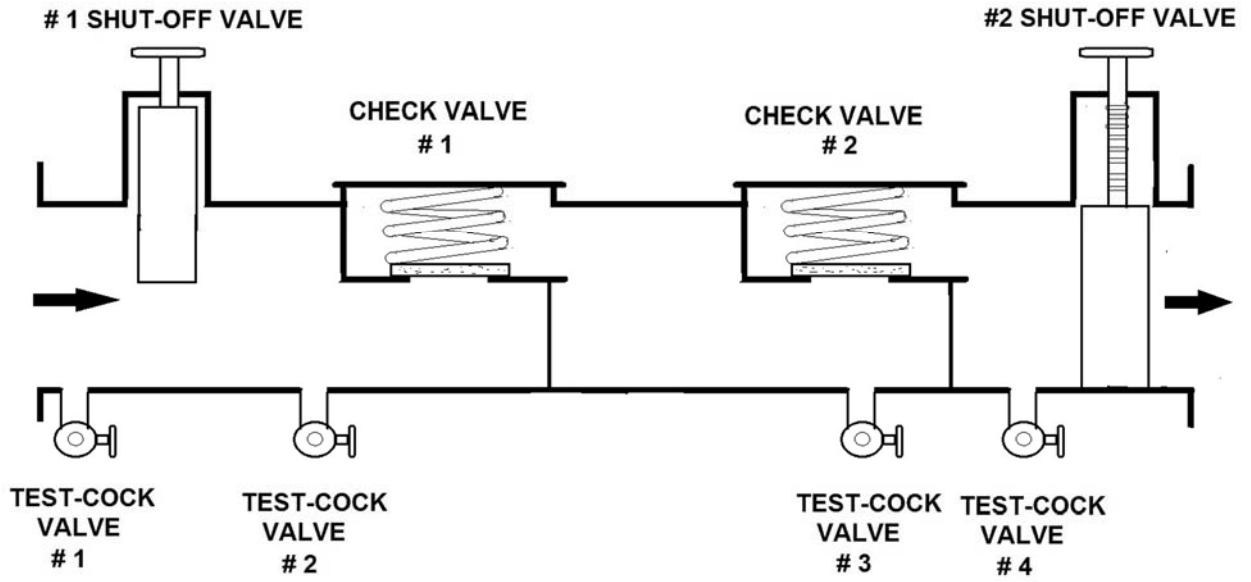 # 1 SHUT-OFF VALVE
#2 SHUT-OFF VALVE
CHECK VALVE
# 1
CHECK VALVE
# 2
TEST-COCK
VALVE
# 1
TEST-COCK
VALVE
# 2
TEST-COCK
VALVE
# 3
TEST-COCK
VALVE
# 4